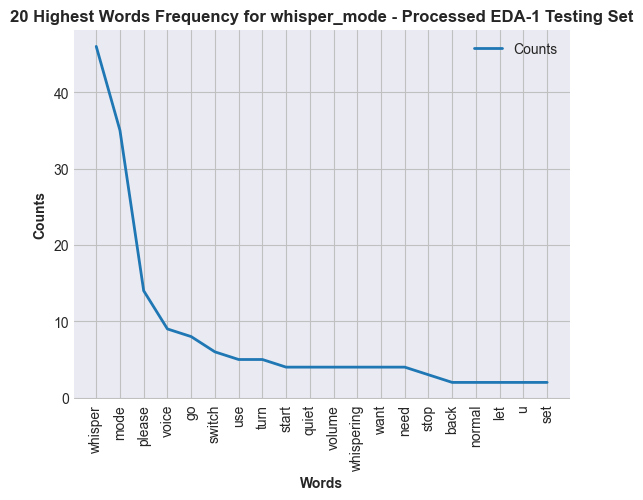 20 Highest Words Frequency for whisper_mode - Processed EDA-1 Testing Set
Counts
Counts
40
30
20
10
0
whisper
mode
please
voice
go
switch
use
turn
start
quiet
volume
whispering
want
need
stop
back
normal
let
u
set
Words